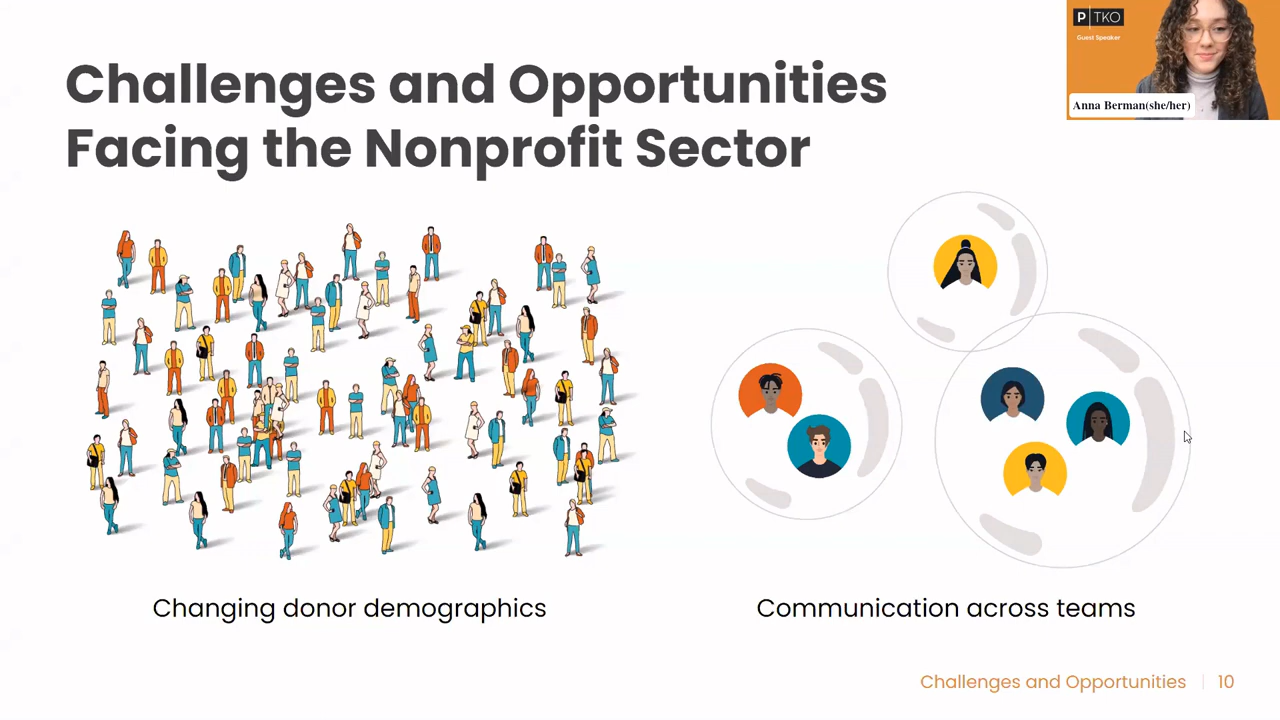 Challenges and Opportunities
Facing the Nonprofit Sector
P TKO
Guest Speaker
Anna Berman(she/her)
Changing donor demographics
Communication across teams
Challenges and Opportunities | 10